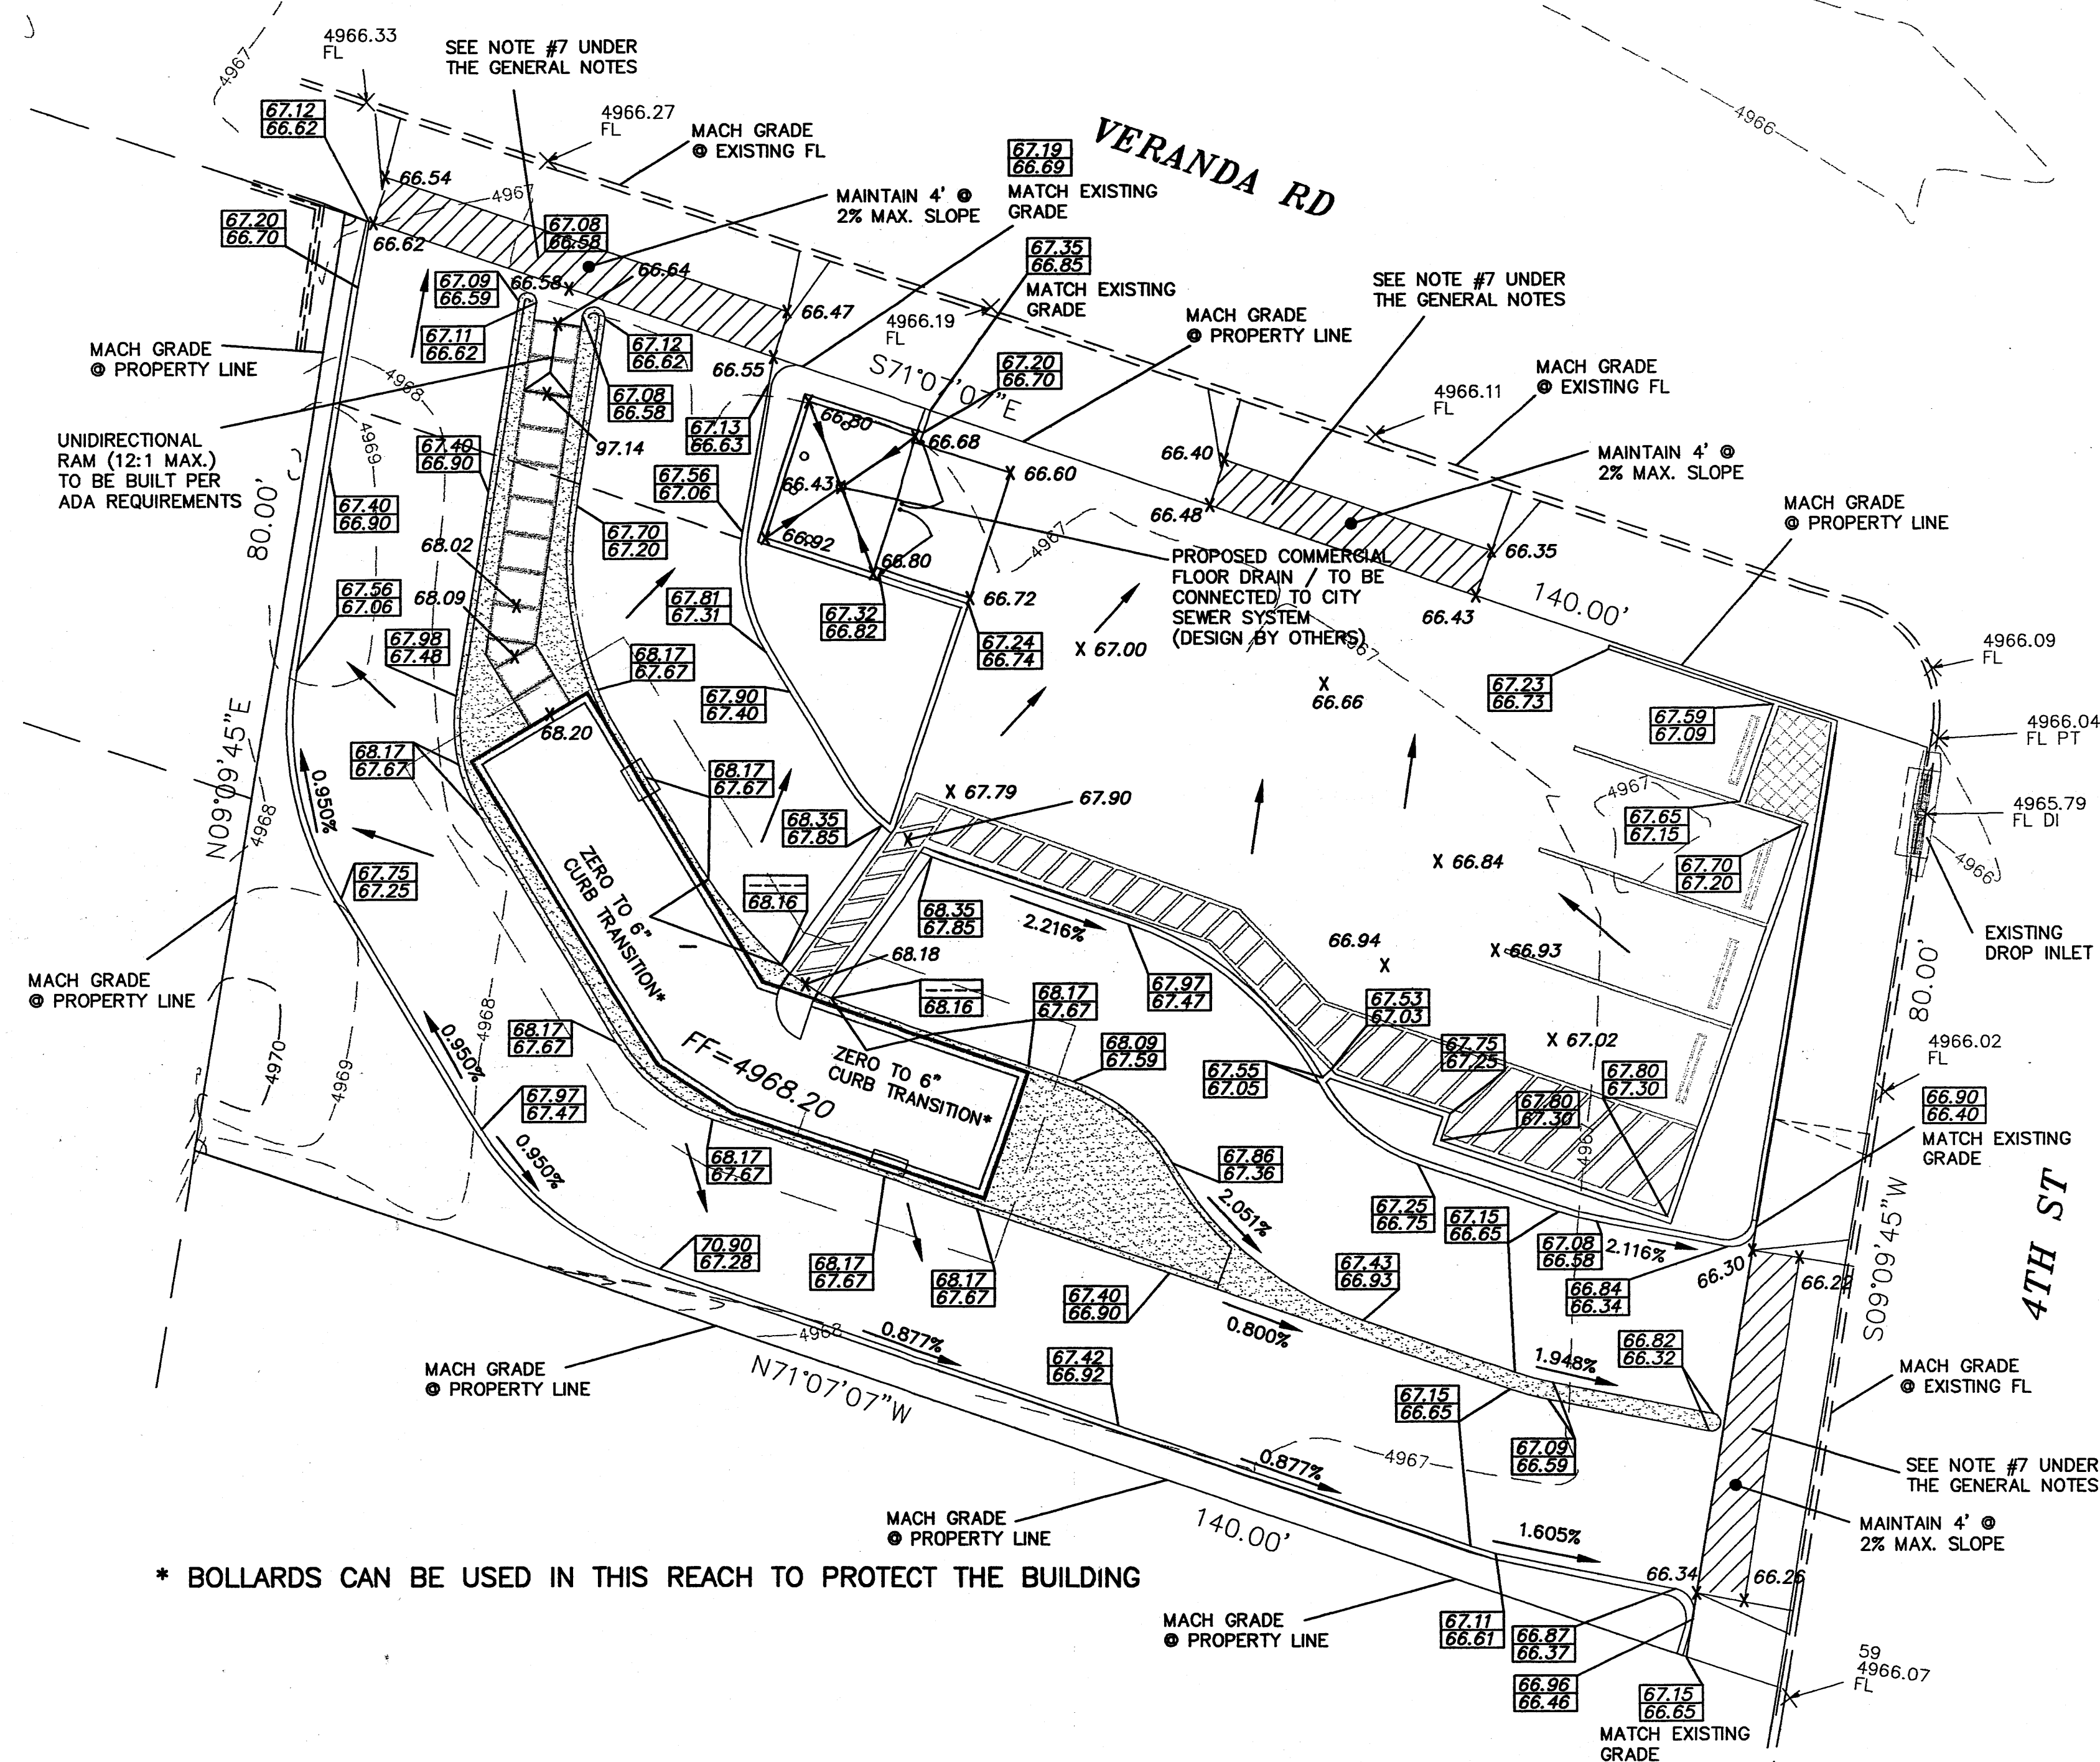 4966.33
FL
SEE NOTE #7 UNDER
THE GENERAL NOTES
4967
67.12
66.62
4966.27
FL
MACH GRADE
@ EXISTING FL
VERANDA RD
4966
67.19
66.69
MATCH EXISTING
GRADE
66.54
4967
MAINTAIN 4' @
2% MAX. SLOPE
67.20
66.70
66.62
67.08
66.58
67.35
66.85
MATCH EXISTING
GRADE
67.09
66.59
66.58
66.64
SEE NOTE #7 UNDER
THE GENERAL NOTES
66.47
4966.19
FL
MACH GRADE
@ PROPERTY LINE
67.11
66.62
67.12
66.62
MACH GRADE
@ PROPERTY LINE
66.55
S71°07'07"E
67.20
66.70
MACH GRADE
@ EXISTING FL
4966.11
FL
4968
67.08
66.58
66.80
67.13
66.63
66.68
UNIDIRECTIONAL
RAM (12:1 MAX.)
TO BE BUILT PER
ADA REQUIREMENTS
4969
67.40
66.90
97.14
66.40
MAINTAIN 4' @
2% MAX. SLOPE
67.56
67.06
66.43
66.60
MACH GRADE
@ PROPERTY LINE
80.00'
67.40
66.90
66.48
67.70
67.20
66.92
4967
66.35
68.02
66.80
PROPOSED COMMERCIAL
FLOOR DRAIN / TO BE
CONNECTED TO CITY
SEWER SYSTEM
(DESIGN BY OTHERS)
67.56
67.06
68.09
67.81
67.31
67.32
66.82
66.72
66.43
140.00'
67.98
67.48
67.24
66.74
67.00
4967
4966.09
FL
68.17
67.67
67.90
67.40
66.66
67.23
66.73
67.59
67.09
N09°09'45"E
68.20
4966.04
FL PT
68.17
67.67
68.17
67.67
0.950%
67.79
67.90
4967
4965.79
FL DI
4968
68.35
67.85
67.65
67.15
66.84
67.70
67.20
4966
67.75
67.25
ZERO TO 6"
CURB TRANSITION*
68.16
68.35
67.85
2.216%
66.94
66.93
EXISTING
DROP INLET
68.18
67.97
67.47
80.00'
MACH GRADE
@ PROPERTY LINE
68.16
68.17
67.67
67.53
67.03
4968
68.17
67.67
4970
4969
0.950%
FF=4968.20
ZERO TO 6"
CURB TRANSITION*
68.09
67.59
67.55
67.05
67.75
67.25
67.02
4966.02
FL
67.80
67.30
67.80
67.30
67.97
67.47
66.90
66.40
MATCH EXISTING
GRADE
4967
0.950%
68.17
67.67
67.86
67.36
2.051%
67.25
66.75
67.15
66.65
67.08
66.58
2.116%
S09°09'45"W
4TH ST
70.90
67.28
68.17
67.67
68.17
67.67
67.43
66.93
66.84
66.34
66.30
66.22
67.40
66.90
4968
0.877%
0.800%
66.82
66.32
1.948%
MACH GRADE
@ PROPERTY LINE
N71°07'07"W
67.42
66.92
MACH GRADE
@ EXISTING FL
67.15
66.65
67.09
66.59
4967
0.877%
SEE NOTE #7 UNDER
THE GENERAL NOTES
MACH GRADE
@ PROPERTY LINE
140.00'
1.605%
MAINTAIN 4' @
2% MAX. SLOPE
* BOLLARDS CAN BE USED IN THIS REACH TO PROTECT THE BUILDING
66.34
66.26
MACH GRADE
@ PROPERTY LINE
67.11
66.61
66.87
66.37
66.96
66.46
67.15
66.65
MATCH EXISTING
GRADE
59
4966.07
FL